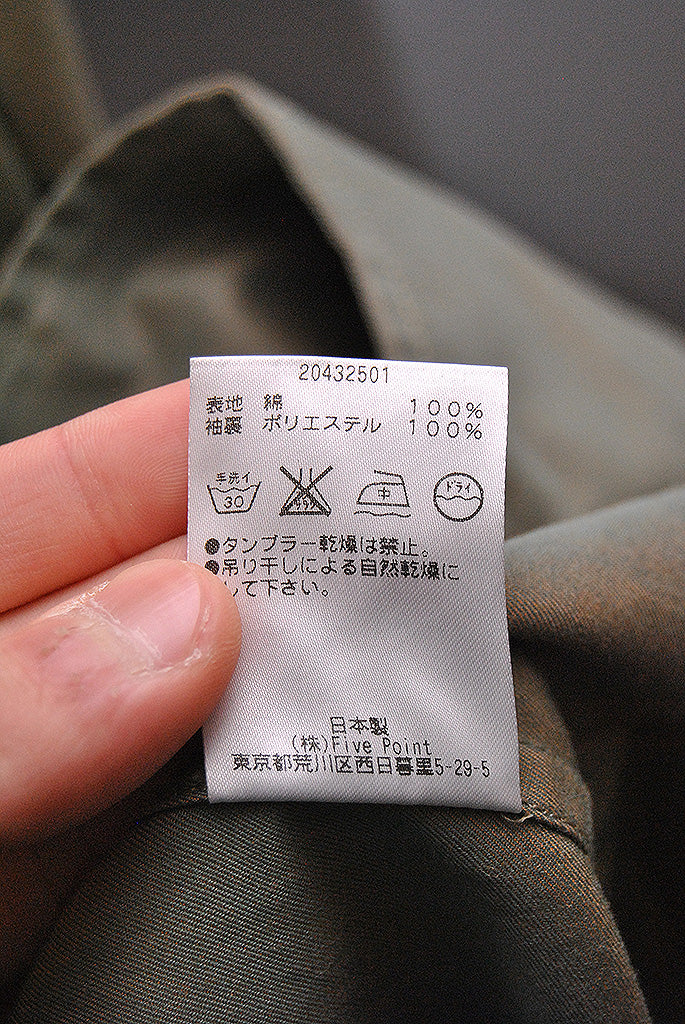 20432501
表地 綿 100%
袖裏 ポリエステル 100%
手洗イ
30
中
ドライ
●タンブラー乾燥は禁止。
●吊り干しによる自然乾燥に
して下さい。
日本製
(株)Five Point
東京都荒川区西日暮里5-29-5